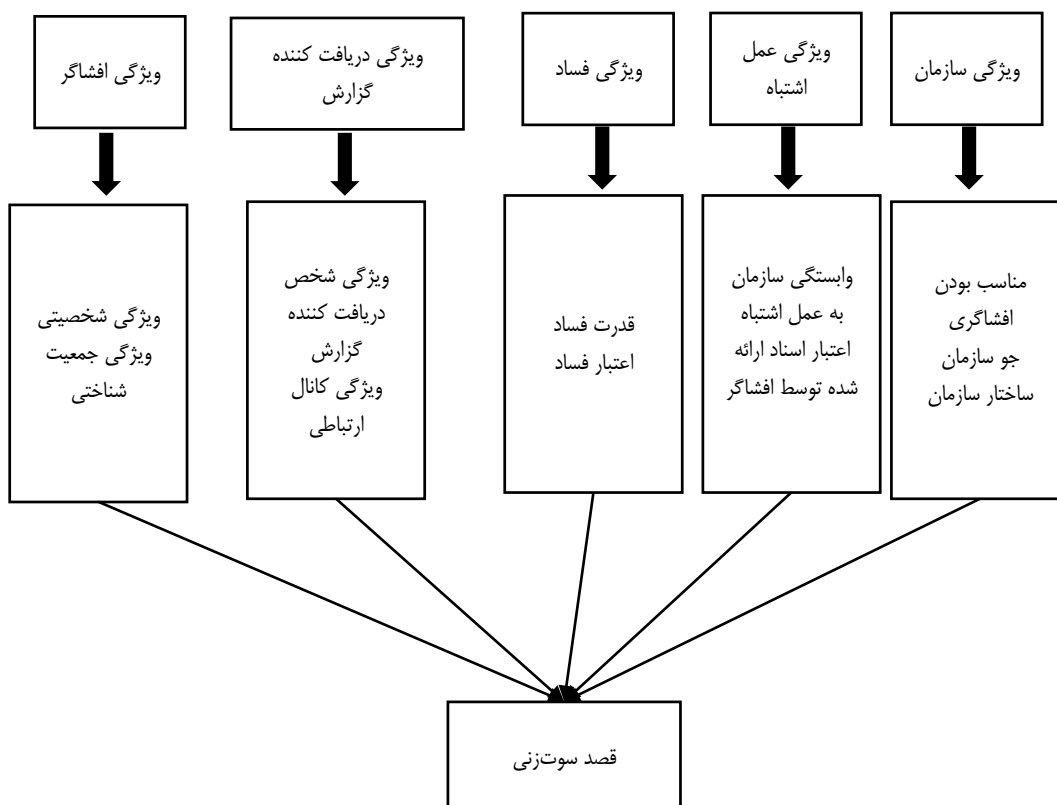 ویژگی سازمان
ویژگی عمل
اشتباه
ویژگی فساد
ویژگی دریافت کننده
گزارش
ویژگی افشاگر
مناسب بودن
افشاگری
جو سازمان
ساختار سازمان
وابستگی سازمان
به عمل اشتباه
اعتبار اسناد ارائه
شده توسط افشاگر
قدرت فساد
اعتبار فساد
ویژگی شخص
دریافت کننده
گزارش
ویژگی کانال
ارتباطی
ویژگی شخصیتی
ویژگی جمعیت
شناختی
قصد سوت‌زنی